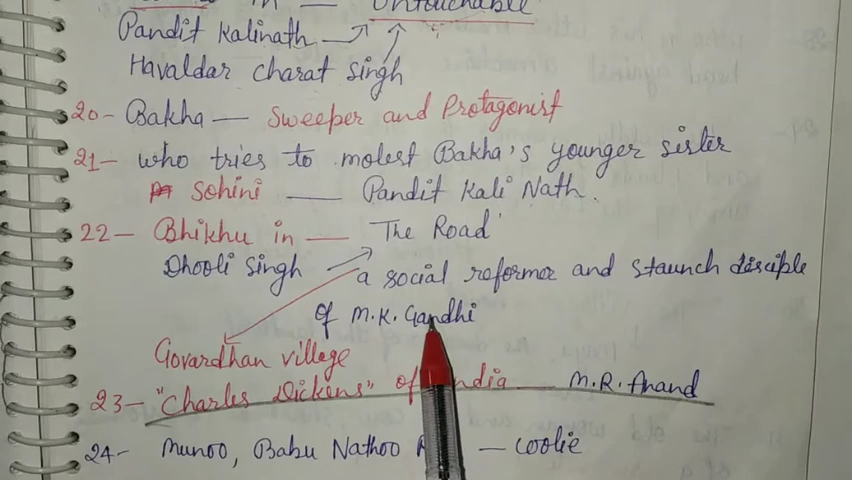 in — Untouchable
Pandit Kalinath
Havaldar Charat Singh
20- Bakha — Sweeper and Protagonist
21- who tries to molest Bakha's younger sister
Sohini — Pandit Kali Nath.
22- Bhikhu in — The Road'
Dhooli Singh a social reformer and staunch disciple
of M.K. Gandhi
Govardhan village
23- "Charles Dickens" of India — M.R. Anand
24- Munoo, Babu Nathoo — Coolie